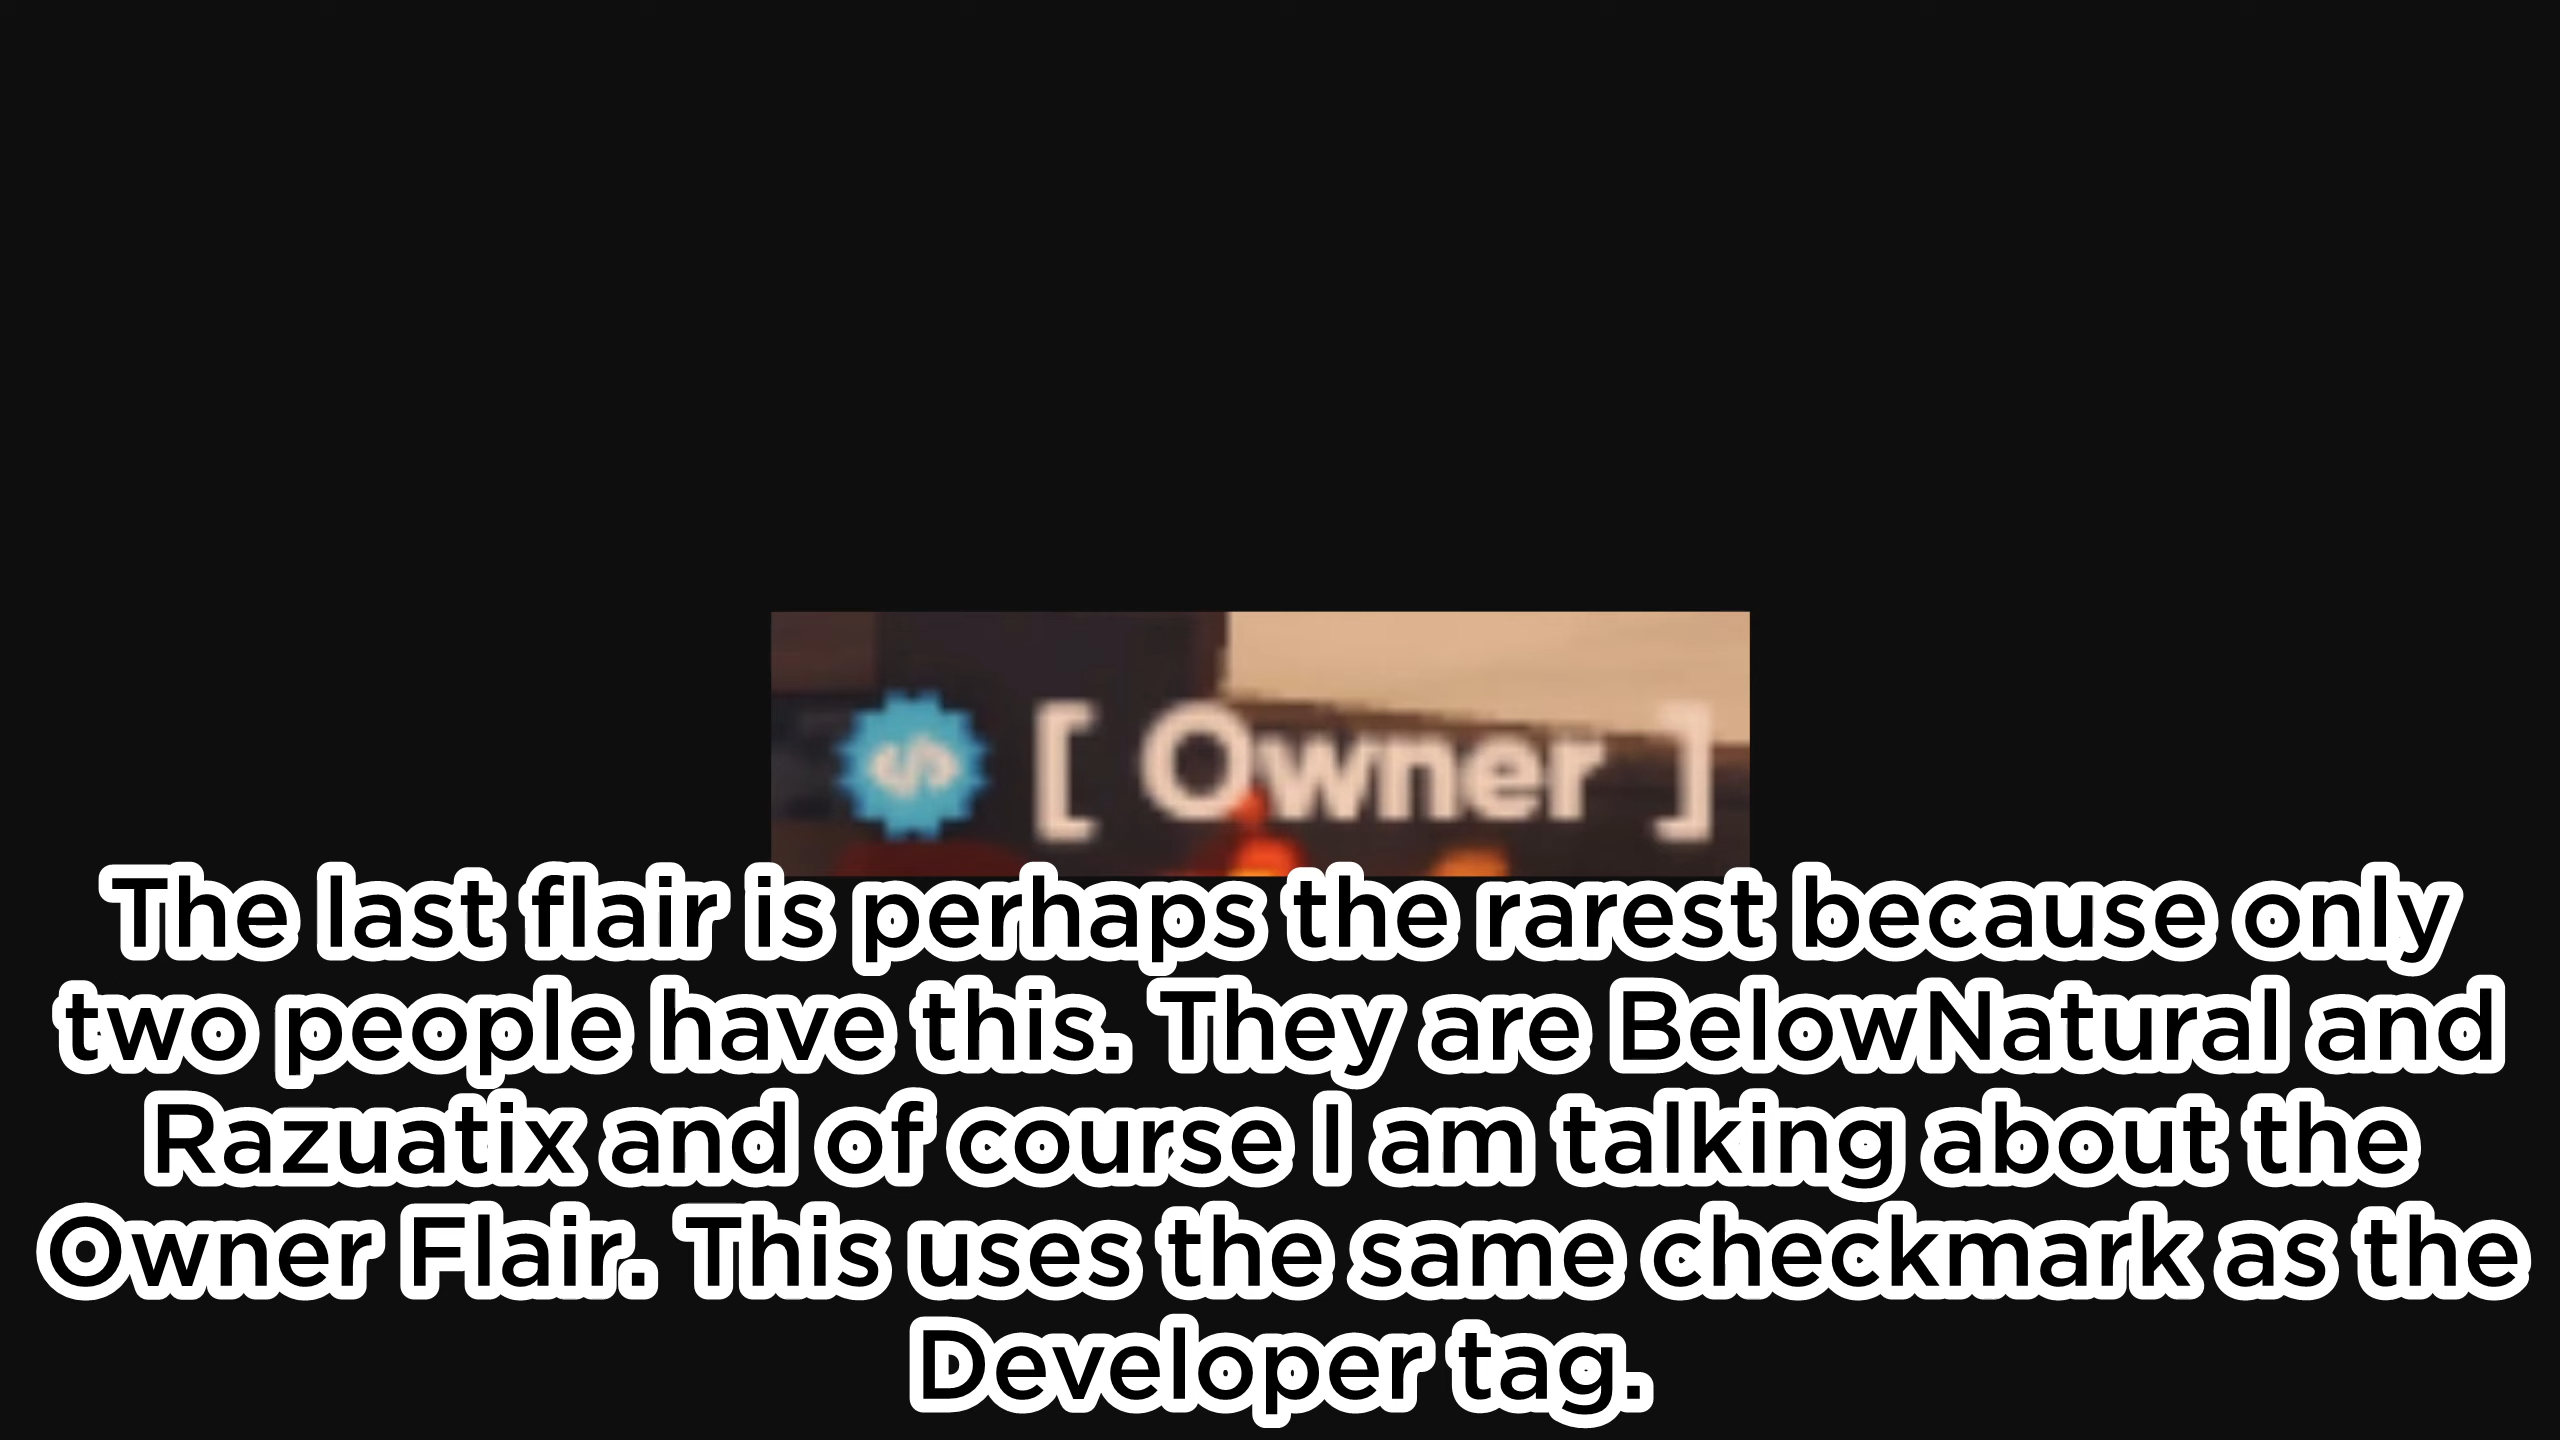 </> [ Owner ]
The last flair is perhaps the rarest because only
two people have this. They are BelowNatural and
Razuatix and of course I am talking about the
Owner Flair. This uses the same checkmark as the
Developer tag.